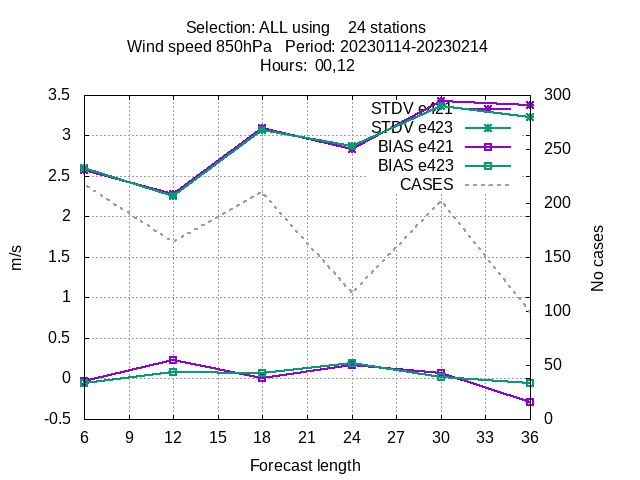 Selection: ALL using    24 stations
Wind speed 850hPa   Period: 20230114-20230214
Hours:  00,12
3.5
3
2.5
2
1.5
1
0.5
0
-0.5
m/s
STDV e421
STDV e423
BIAS e421
BIAS e423
CASES
300
250
200
150
100
50
0
No cases
6 9 12 15 18 21 24 27 30 33 36
Forecast length